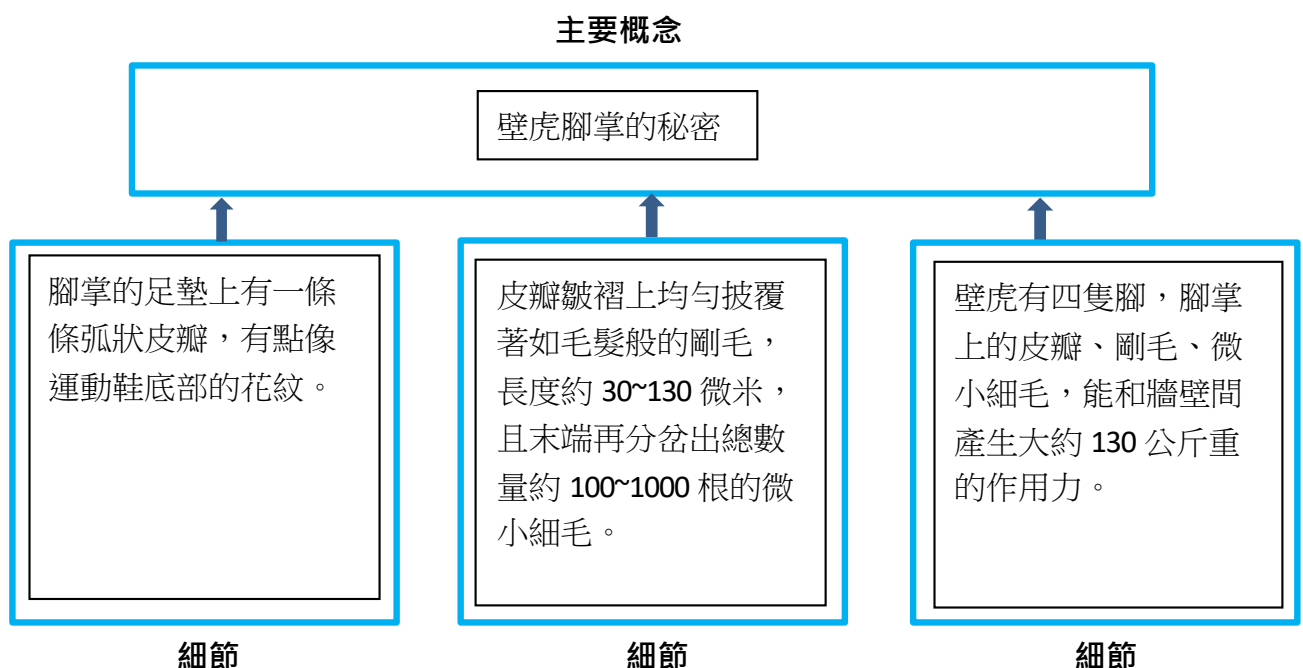 主要概念
壁虎腳掌的秘密
腳掌的足墊上有一條
條弧狀皮瓣，有點像
運動鞋底部的花紋。
皮瓣皺褶上均勻披覆
著如毛髮般的剛毛，
長度約 30~130 微米，
且末端再分岔出總數
量約 100~1000 根的微
小細毛。
壁虎有四隻腳，腳掌
上的皮瓣、剛毛、微
小細毛，能和牆壁間
產生大約 130 公斤重
的作用力。
細節
細節
細節